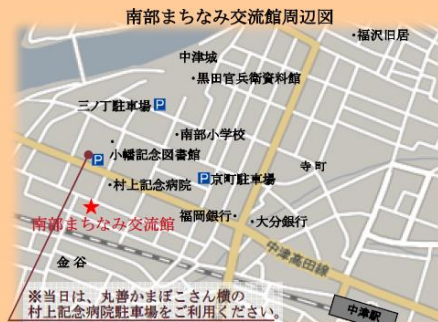 南部まちなみ交流館周辺図
福沢旧居
中津城
黒田官兵衛資料館
三ノ丁駐車場 P
南部小学校
P 小幡記念図書館
寺町
村上記念病院
P 京町駐車場
南部まちなみ交流館
福岡銀行
大分銀行
中津高田線
金谷
※当日は、丸善かまぼこさん横の
村上記念病院駐車場をご利用ください。
中津駅